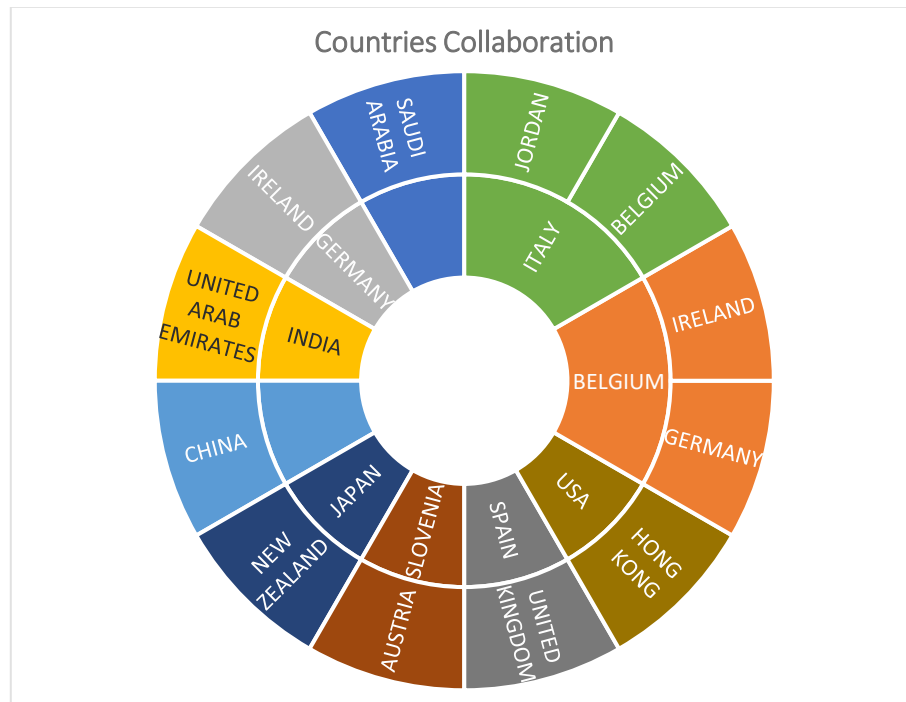 Countries Collaboration
JORDAN
BELGIUM
ITALY
IRELAND
GERMANY
BELGIUM
HONG
KONG
USA
UNITED
KINGDOM
SPAIN
AUSTRIA
SLOVENIA
NEW
ZEALAND
JAPAN
CHINA
UNITED
ARAB
EMIRATES
INDIA
IRELAND
GERMANY
SAUDI
ARABIA